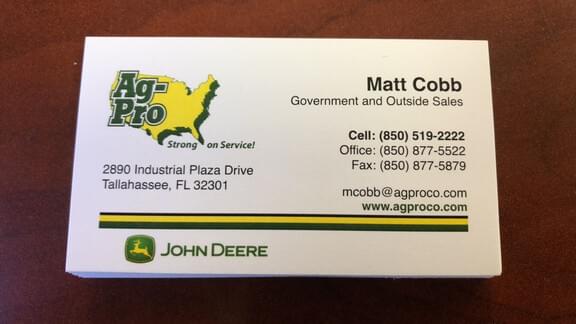 Ag-
Pro
Strong on Service!
2890 Industrial Plaza Drive
Tallahassee, FL 32301
Matt Cobb
Government and Outside Sales
Cell: (850) 519-2222
Office: (850) 877-5522
Fax: (850) 877-5879
mcobb@agproco.com
www.agproco.com
JOHN DEERE